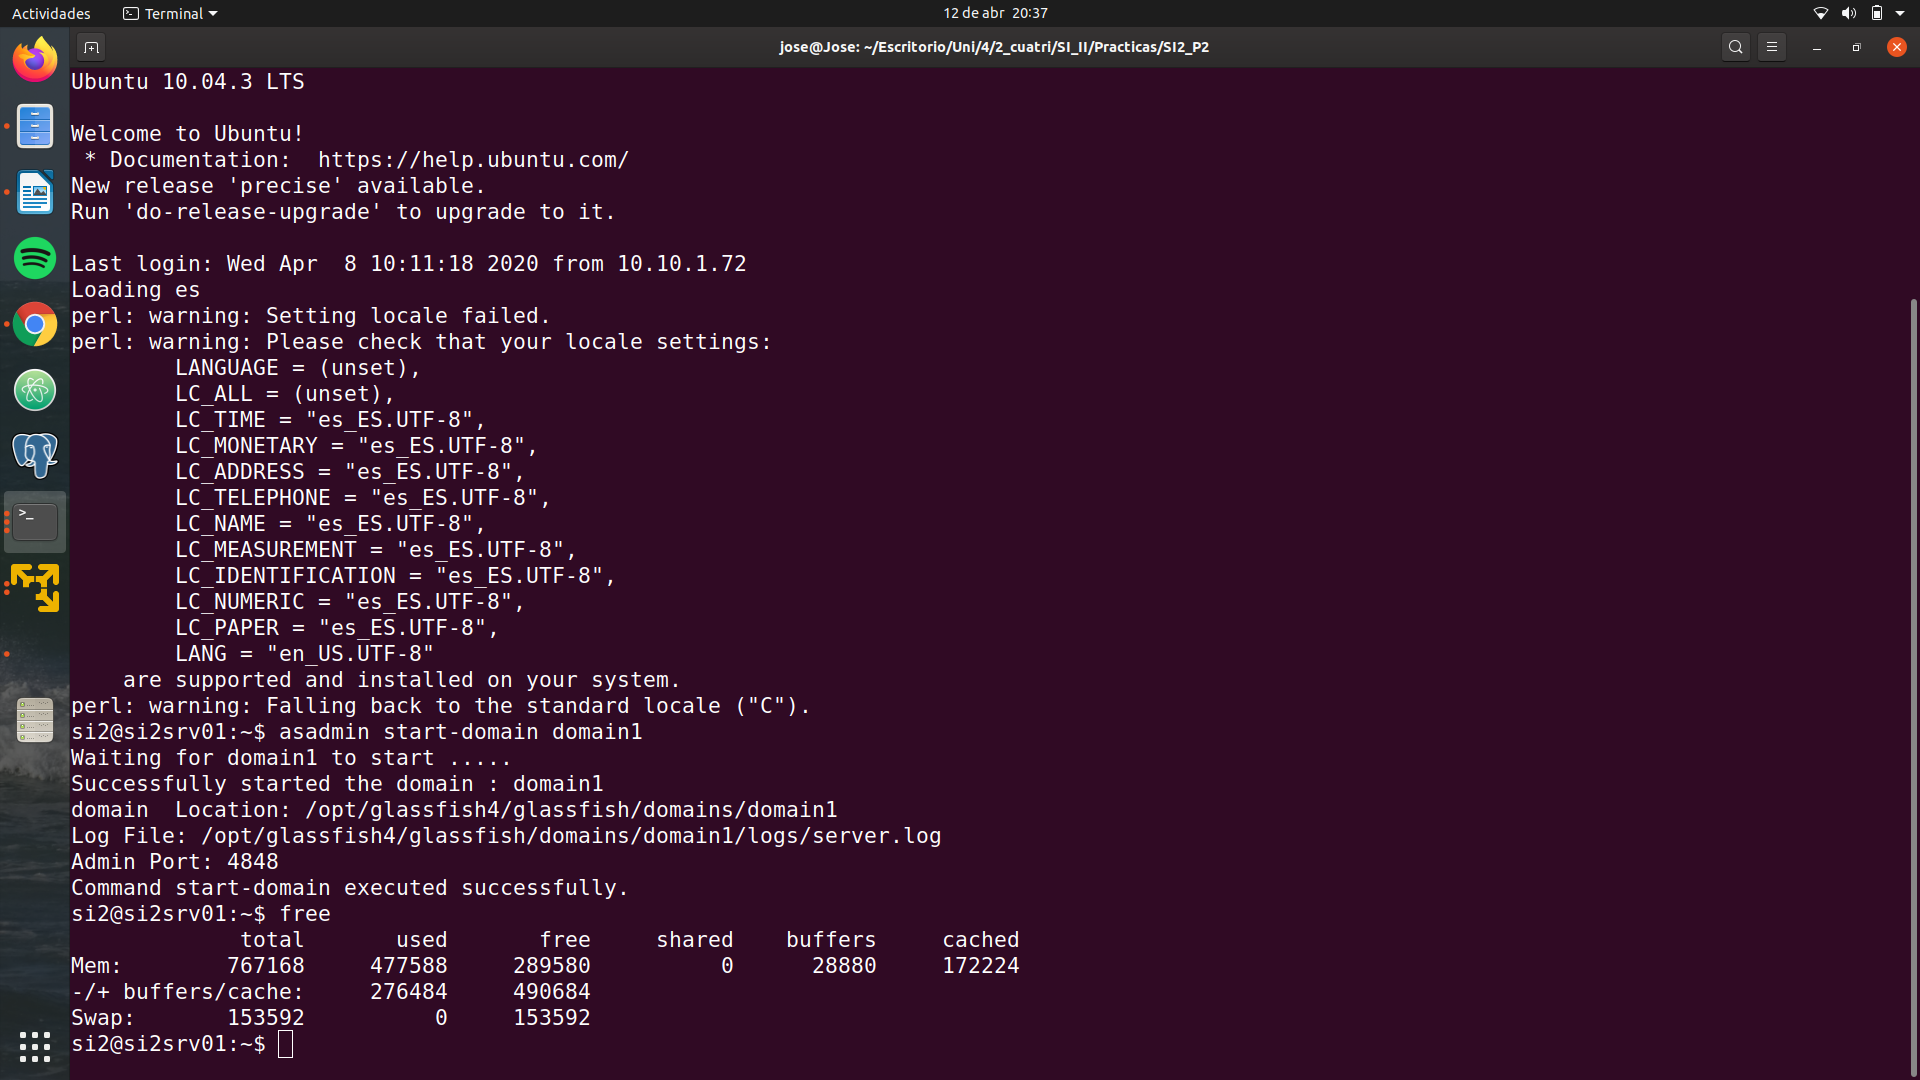 Actividades
Terminal
12 de abr 20:37
jose@Jose: ~/Escritorio/Uni/4/2_cuatri/SI_II/Practicas/SI2_P2
Ubuntu 10.04.3 LTS

Welcome to Ubuntu!
 * Documentation:  https://help.ubuntu.com/
New release 'precise' available.
Run 'do-release-upgrade' to upgrade to it.

Last login: Wed Apr  8 10:11:18 2020 from 10.10.1.72
Loading es
perl: warning: Setting locale failed.
perl: warning: Please check that your locale settings:
        LANGUAGE = (unset),
        LC_ALL = (unset),
        LC_TIME = "es_ES.UTF-8",
        LC_MONETARY = "es_ES.UTF-8",
        LC_ADDRESS = "es_ES.UTF-8",
        LC_TELEPHONE = "es_ES.UTF-8",
        LC_NAME = "es_ES.UTF-8",
        LC_MEASUREMENT = "es_ES.UTF-8",
        LC_IDENTIFICATION = "es_ES.UTF-8",
        LC_NUMERIC = "es_ES.UTF-8",
        LC_PAPER = "es_ES.UTF-8",
        LANG = "en_US.UTF-8"
    are supported and installed on your system.
perl: warning: Falling back to the standard locale ("C").
si2@si2srv01:~$ asadmin start-domain domain1
Waiting for domain1 to start .....
Successfully started the domain : domain1
domain  Location: /opt/glassfish4/glassfish/domains/domain1
Log File: /opt/glassfish4/glassfish/domains/domain1/logs/server.log
Admin Port: 4848
Command start-domain executed successfully.
si2@si2srv01:~$ free
             total       used       free     shared    buffers     cached
Mem:        767168     477588     289580          0      28880     172224
-/+ buffers/cache:     276484     490684
Swap:       153592          0     153592
si2@si2srv01:~$